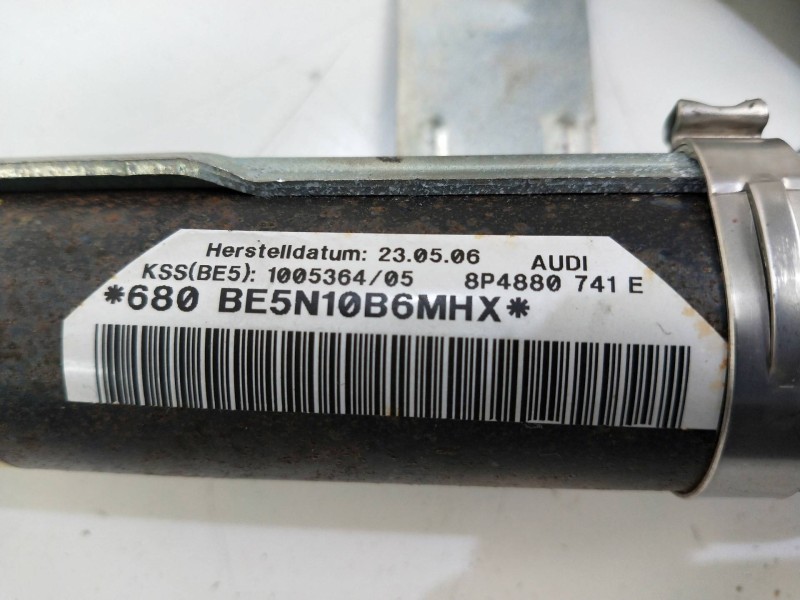 Herstelldatum: 23.05.06 AUDI
KSS(BE5): 1005364/05 8P4880 741 E
*680 BE5N10B6MHX*